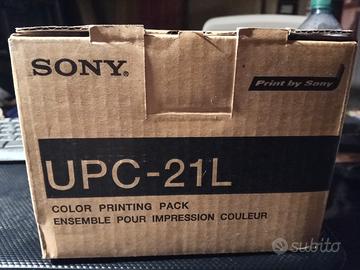 SONY®
Print by Sony
UPC-21L
COLOR PRINTING PACK
ENSEMBLE POUR IMPRESSION COULEUR
subito